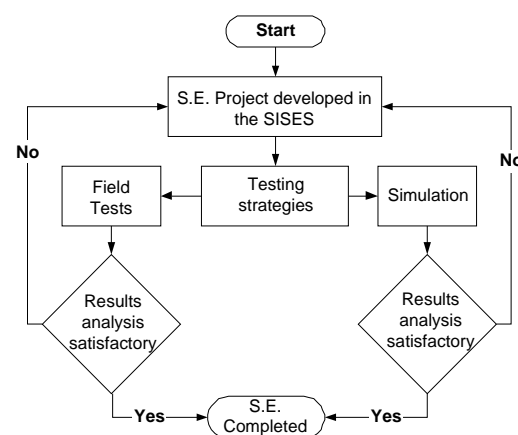 Start
S.E. Project developed in
the SISES
No
No
Field
Tests
Testing
strategies
Simulation
Results
analysis
satisfactory
Results
analysis
satisfactory
Yes
S.E.
Completed
Yes